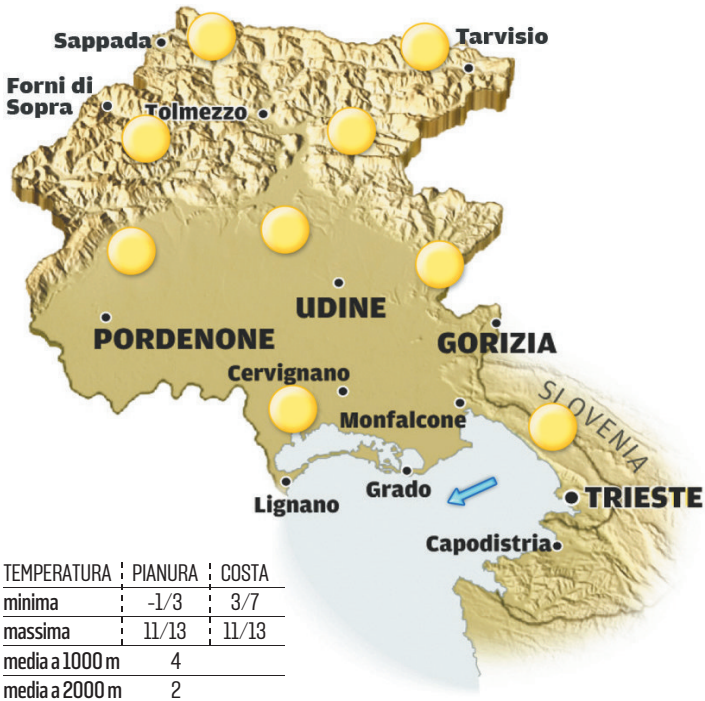 Sappada
Tarvisio
Forni di
Sopra
Tolmezzo
UDINE
PORDENONE
GORIZIA
Cervignano
SLOVENIA
Monfalcone
Grado
Lignano
TRIESTE
Capodistria
TEMPERATURA PIANURA COSTA
minima -1/3 3/7
massima 11/13 11/13
media a 1000 m 4
media a 2000 m 2